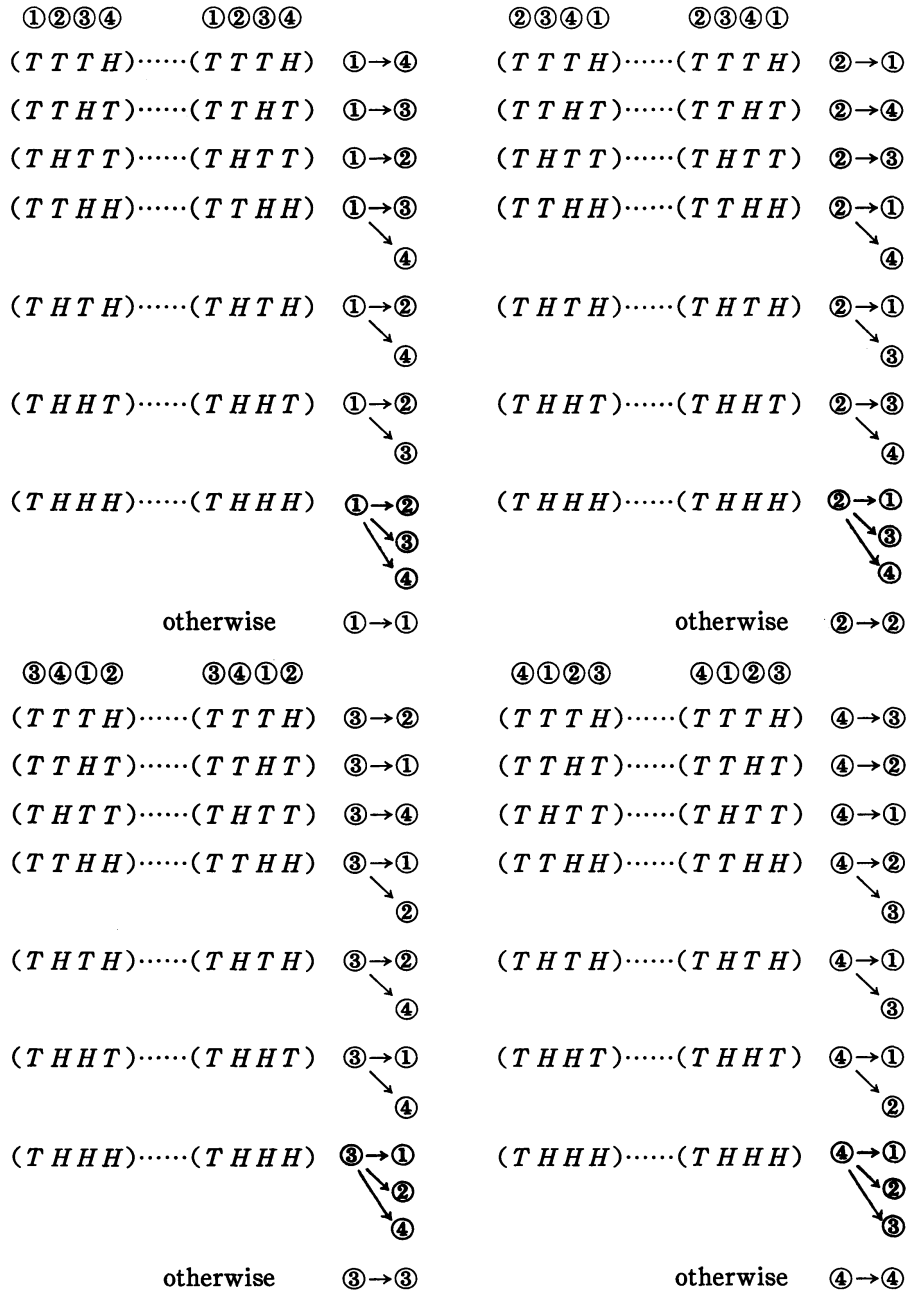 ①②③④ ①②③④
(T T T H)······(T T T H) ①→④
(T T H T)······(T T H T) ①→③
(T H T T)······(T H T T) ①→②
(T T H H)······(T T H H) ①→③
↘④
(T H T H)······(T H T H) ①→②
↘④
(T H H T)······(T H H T) ①→②
↘③
(T H H H)······(T H H H) ①→②
↘③
↘④
otherwise ①→①
②③④① ②③④①
(T T T H)······(T T T H) ②→①
(T T H T)······(T T H T) ②→④
(T H T T)······(T H T T) ②→③
(T T H H)······(T T H H) ②→①
↘④
(T H T H)······(T H T H) ②→①
↘③
(T H H T)······(T H H T) ②→③
↘④
(T H H H)······(T H H H) ②→①
↘③
↘④
otherwise ②→②
③④①② ③④①②
(T T T H)······(T T T H) ③→②
(T T H T)······(T T H T) ③→①
(T H T T)······(T H T T) ③→④
(T T H H)······(T T H H) ③→①
↘②
(T H T H)······(T H T H) ③→②
↘④
(T H H T)······(T H H T) ③→①
↘④
(T H H H)······(T H H H) ③→①
↘②
↘④
otherwise ③→③
④①②③ ④①②③
(T T T H)······(T T T H) ④→③
(T T H T)······(T T H T) ④→②
(T H T T)······(T H T T) ④→①
(T T H H)······(T T H H) ④→②
↘③
(T H T H)······(T H T H) ④→①
↘③
(T H H T)······(T H H T) ④→①
↘②
(T H H H)······(T H H H) ④→①
↘②
↘③
otherwise ④→④